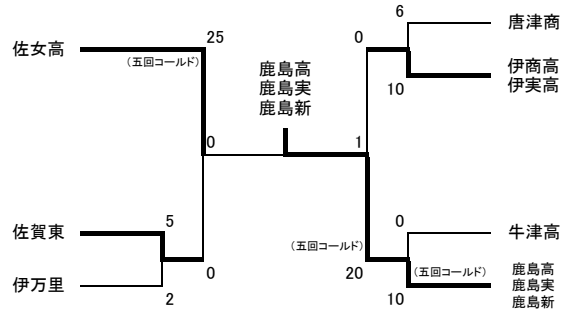 6
唐津商
25
0
佐女高
(五回コールド)
鹿島高
鹿島実
鹿島新
伊商高
伊実高
10
0
1
5
0
佐賀東
牛津高
(五回コールド)
0
20
(五回コールド)
鹿島高
鹿島実
鹿島新
伊万里
2
10